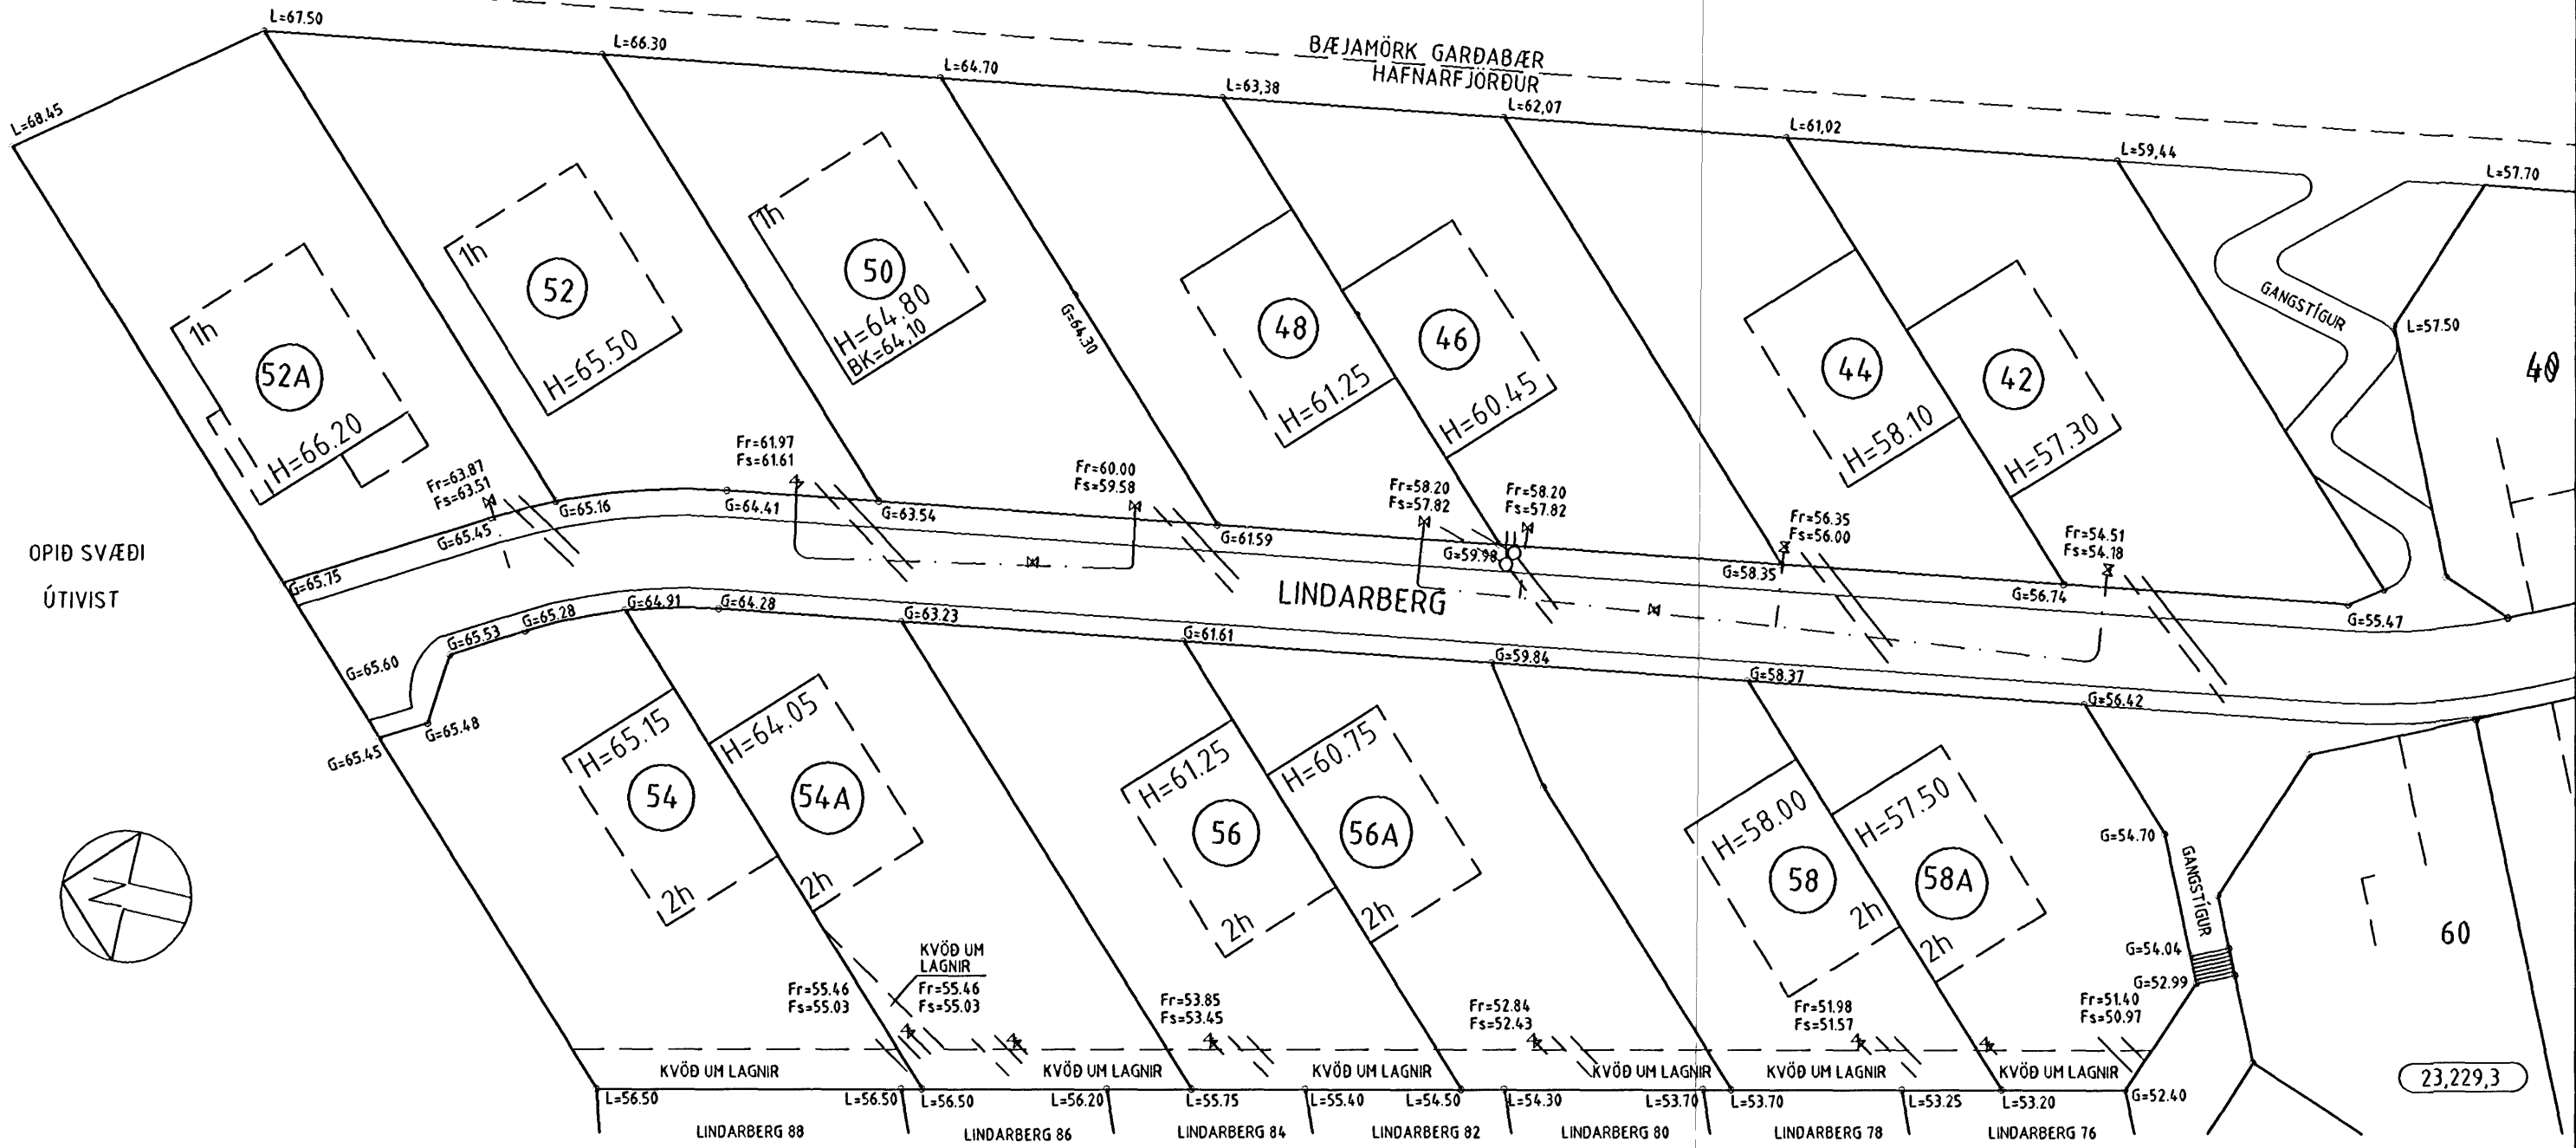 L=67.50
L=66.30
L=64.70
BÆJAMÖRK GARÐABÆR
HAFNARFJÖRÐUR
L=63,38
L=62,07
L=61,02
L=59,44
L=57.70
L=68.45
1h
52A
H=66.20
1h
52
H=65.50
1h
50
H=64.80
BK=64,10
G=64.30
48
H=61.25
46
H=60.45
44
H=58.10
42
H=57.30
GANGSTÍGUR
L=57.50
40
Fr=63.87
Fs=63.51
Fr=61.97
Fs=61.61
Fr=60.00
Fs=59.58
Fr=58.20
Fs=57.82
Fr=58.20
Fs=57.82
Fr=56.35
Fs=56.00
Fr=54.51
Fs=54.18
OPIÐ SVÆÐI
ÚTIVIST
G=65.75
G=65.45
G=65.16
G=64.41
G=63.54
G=61.59
G=59.98
G=58.35
G=56.74
G=55.47
LINDARBERG
G=65.60
G=65.53
G=65.28
G=64.91
G=64.28
G=63.23
G=61.61
G=59.84
G=58.37
G=56.42
G=65.45
G=65.48
H=65.15
54
2h
H=64.05
54A
2h
H=61.25
56
2h
H=60.75
56A
2h
H=58.00
58
2h
H=57.50
58A
2h
G=54.70
GANGSTÍGUR
G=54.04
G=52.99
60
KVÖÐ UM
LAGNIR
Fr=55.46
Fs=55.03
Fr=55.46
Fs=55.03
Fr=53.85
Fs=53.45
Fr=52.84
Fs=52.43
Fr=51.98
Fs=51.57
Fr=51.40
Fs=50.97
KVÖÐ UM LAGNIR
KVÖÐ UM LAGNIR
KVÖÐ UM LAGNIR
KVÖÐ UM LAGNIR
KVÖÐ UM LAGNIR
KVÖÐ UM LAGNIR
23,229,3
L=56.50
L=56.50
L=56.50
L=56.20
L=55.75
L=55.40
L=54.50
L=54.30
L=53.70
L=53.70
L=53.25
L=53.20
G=52.40
LINDARBERG 88
LINDARBERG 86
LINDARBERG 84
LINDARBERG 82
LINDARBERG 80
LINDARBERG 78
LINDARBERG 76